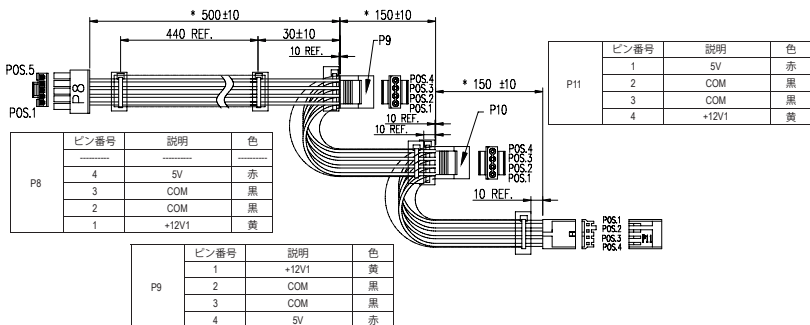 * 500±10
* 150±10
440 REF.
30±10
10 REF.
P9
POS.5
P8
POS.1
POS.4
POS.3
POS.2
POS.1
* 150 ±10
P10
10 REF.
10 REF.
POS.4
POS.3
POS.2
POS.1
10 REF.
POS.1
POS.2
POS.3
POS.4
P11
P11 ピン番号 説明 色
1 5V 赤
2 COM 黒
3 COM 黒
4 +12V1 黄
P8 ピン番号 説明 色
---------- ---------- ----------
4 5V 赤
3 COM 黒
2 COM 黒
1 +12V1 黄
P9 ピン番号 説明 色
1 +12V1 黄
2 COM 黒
3 COM 黒
4 5V 赤